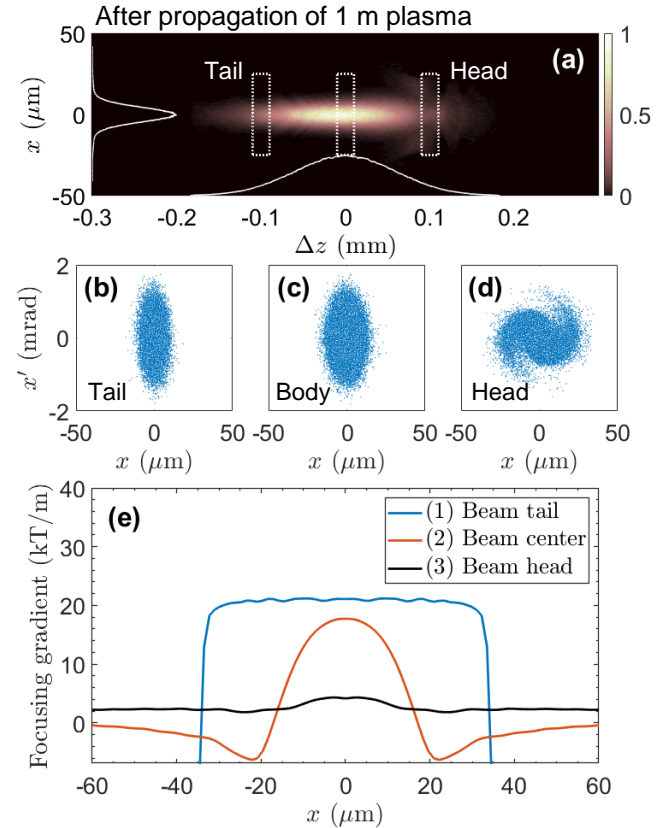 After propagation of 1 m plasma
50
0
-50
x (μm)
Tail
Head
(a)
1
0.5
0
-0.3
-0.2
-0.1
0
0.1
0.2
Δz (mm)
2
0
-2
x′ (mrad)
(b)
Tail
-50
0
50
x (μm)
(c)
Body
-50
0
50
x (μm)
(d)
Head
-50
0
50
x (μm)
(e)
(1) Beam tail
(2) Beam center
(3) Beam head
40
30
20
10
0
Focusing gradient (kT/m)
-60
-40
-20
0
20
40
60
x (μm)